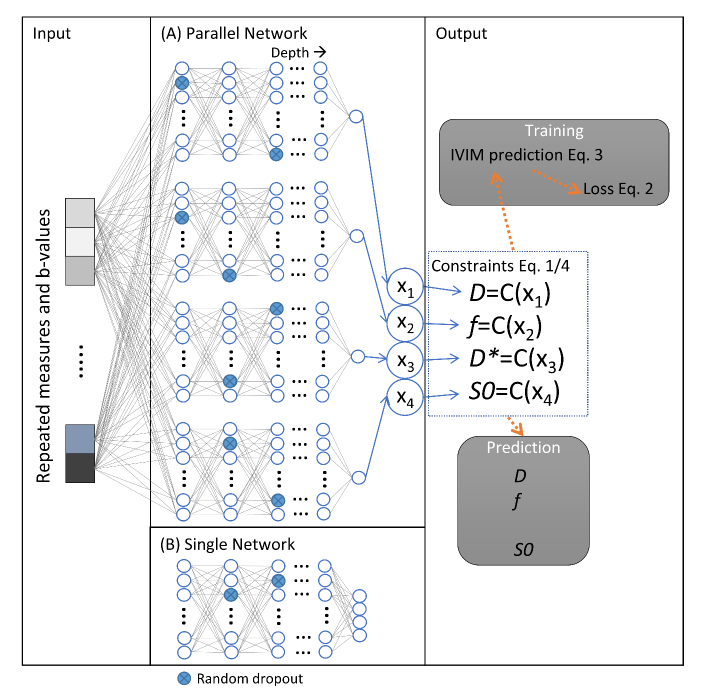 Input
(A) Parallel Network
Output
Depth →
Repeated measures and b-values
Training
IVIM prediction Eq. 3
Loss Eq. 2
Constraints Eq. 1/4
x1
D=C(x1)
x2
f=C(x2)
x3
D*=C(x3)
x4
S0=C(x4)
Prediction
D
f
S0
(B) Single Network
Random dropout